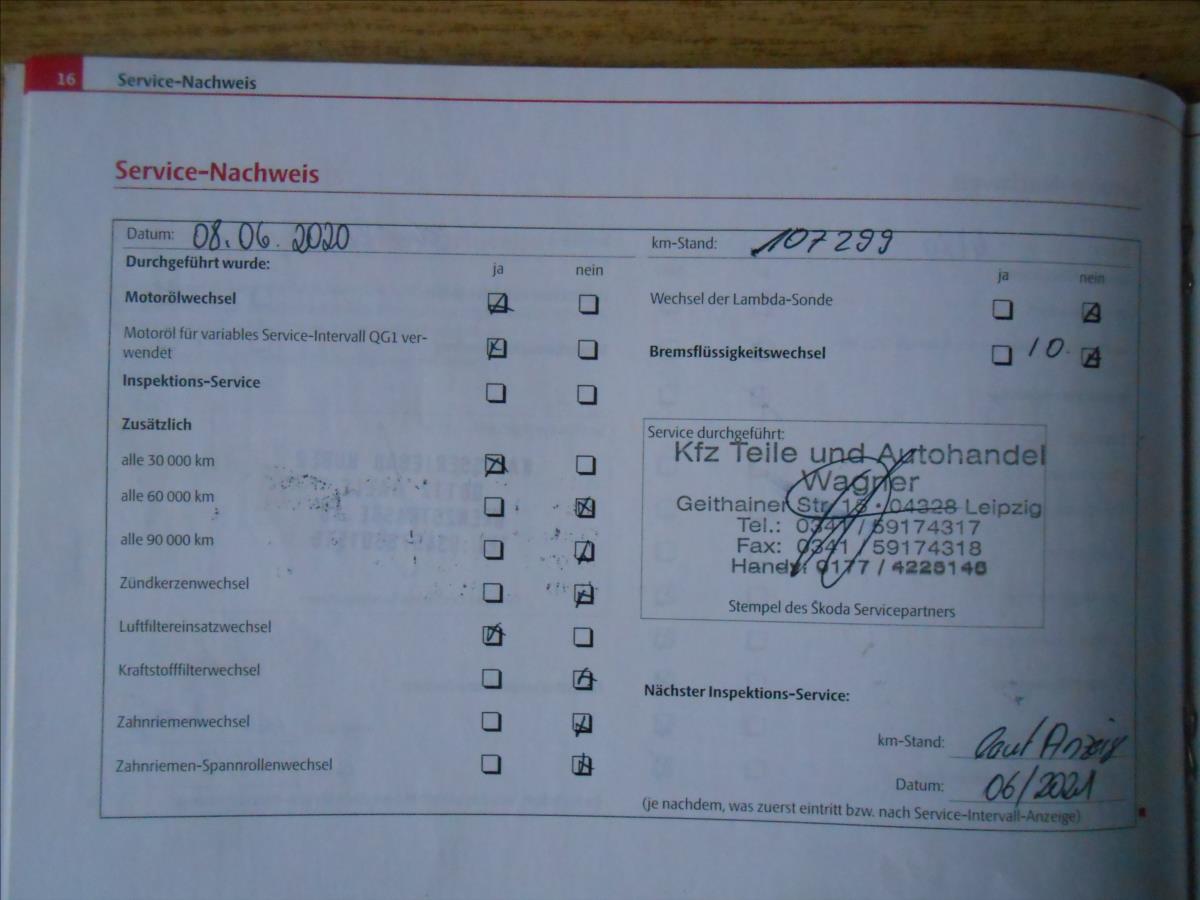 16 Service-Nachweis
Service-Nachweis
Datum: 08.06.2020
km-Stand: 107299
Durchgeführt wurde: ja nein
ja nein
Motorölwechsel
Wechsel der Lambda-Sonde
Motoröl für variables Service-Intervall QG1 ver-
wendet
Bremsflüssigkeitswechsel 10.
Inspektions-Service
Zusätzlich
alle 30 000 km
alle 60 000 km
alle 90 000 km
Zündkerzenwechsel
Luftfiltereinsatzwechsel
Kraftstofffilterwechsel
Zahnriemenwechsel
Zahnriemen-Spannrollenwechsel
Service durchgeführt:
Kfz Teile und Autohandel
Wagner
Geithainer Str. 18 · 04328 Leipzig
Tel.: 0341 / 59174317
Fax: 0341 / 59174318
Handy: 0177 / 4225146
Stempel des Škoda Servicepartners
Nächster Inspektions-Service:
km-Stand: laut Anzeig
Datum: 06/2021
(je nachdem, was zuerst eintritt bzw. nach Service-Intervall-Anzeige)